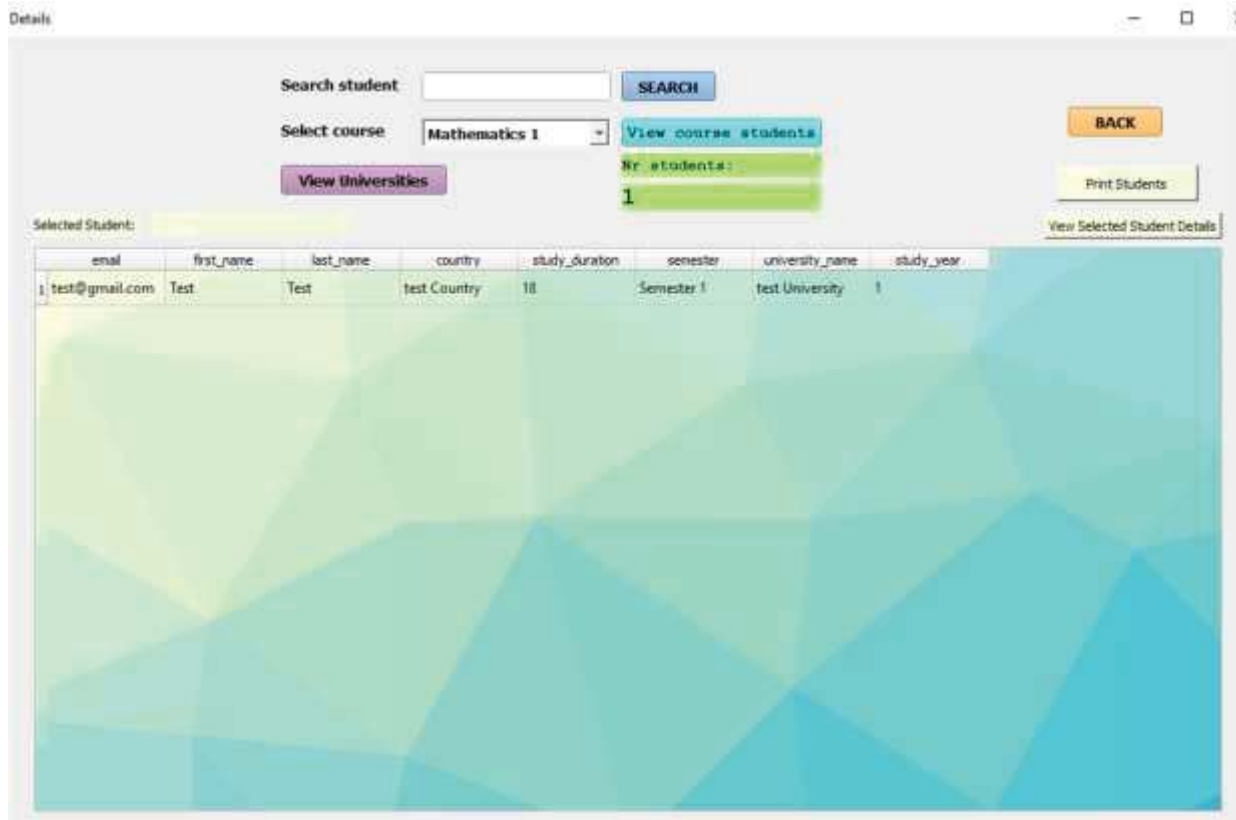 Details
Search student SEARCH
Select course Mathematics 1 View course students BACK
View Universities Nr students: Print Students
1
Selected Student: View Selected Student Details
email first_name last_name country study_duration semester university_name study_year
1 test@gmail.com Test Test test Country 18 Semester 1 test University 1